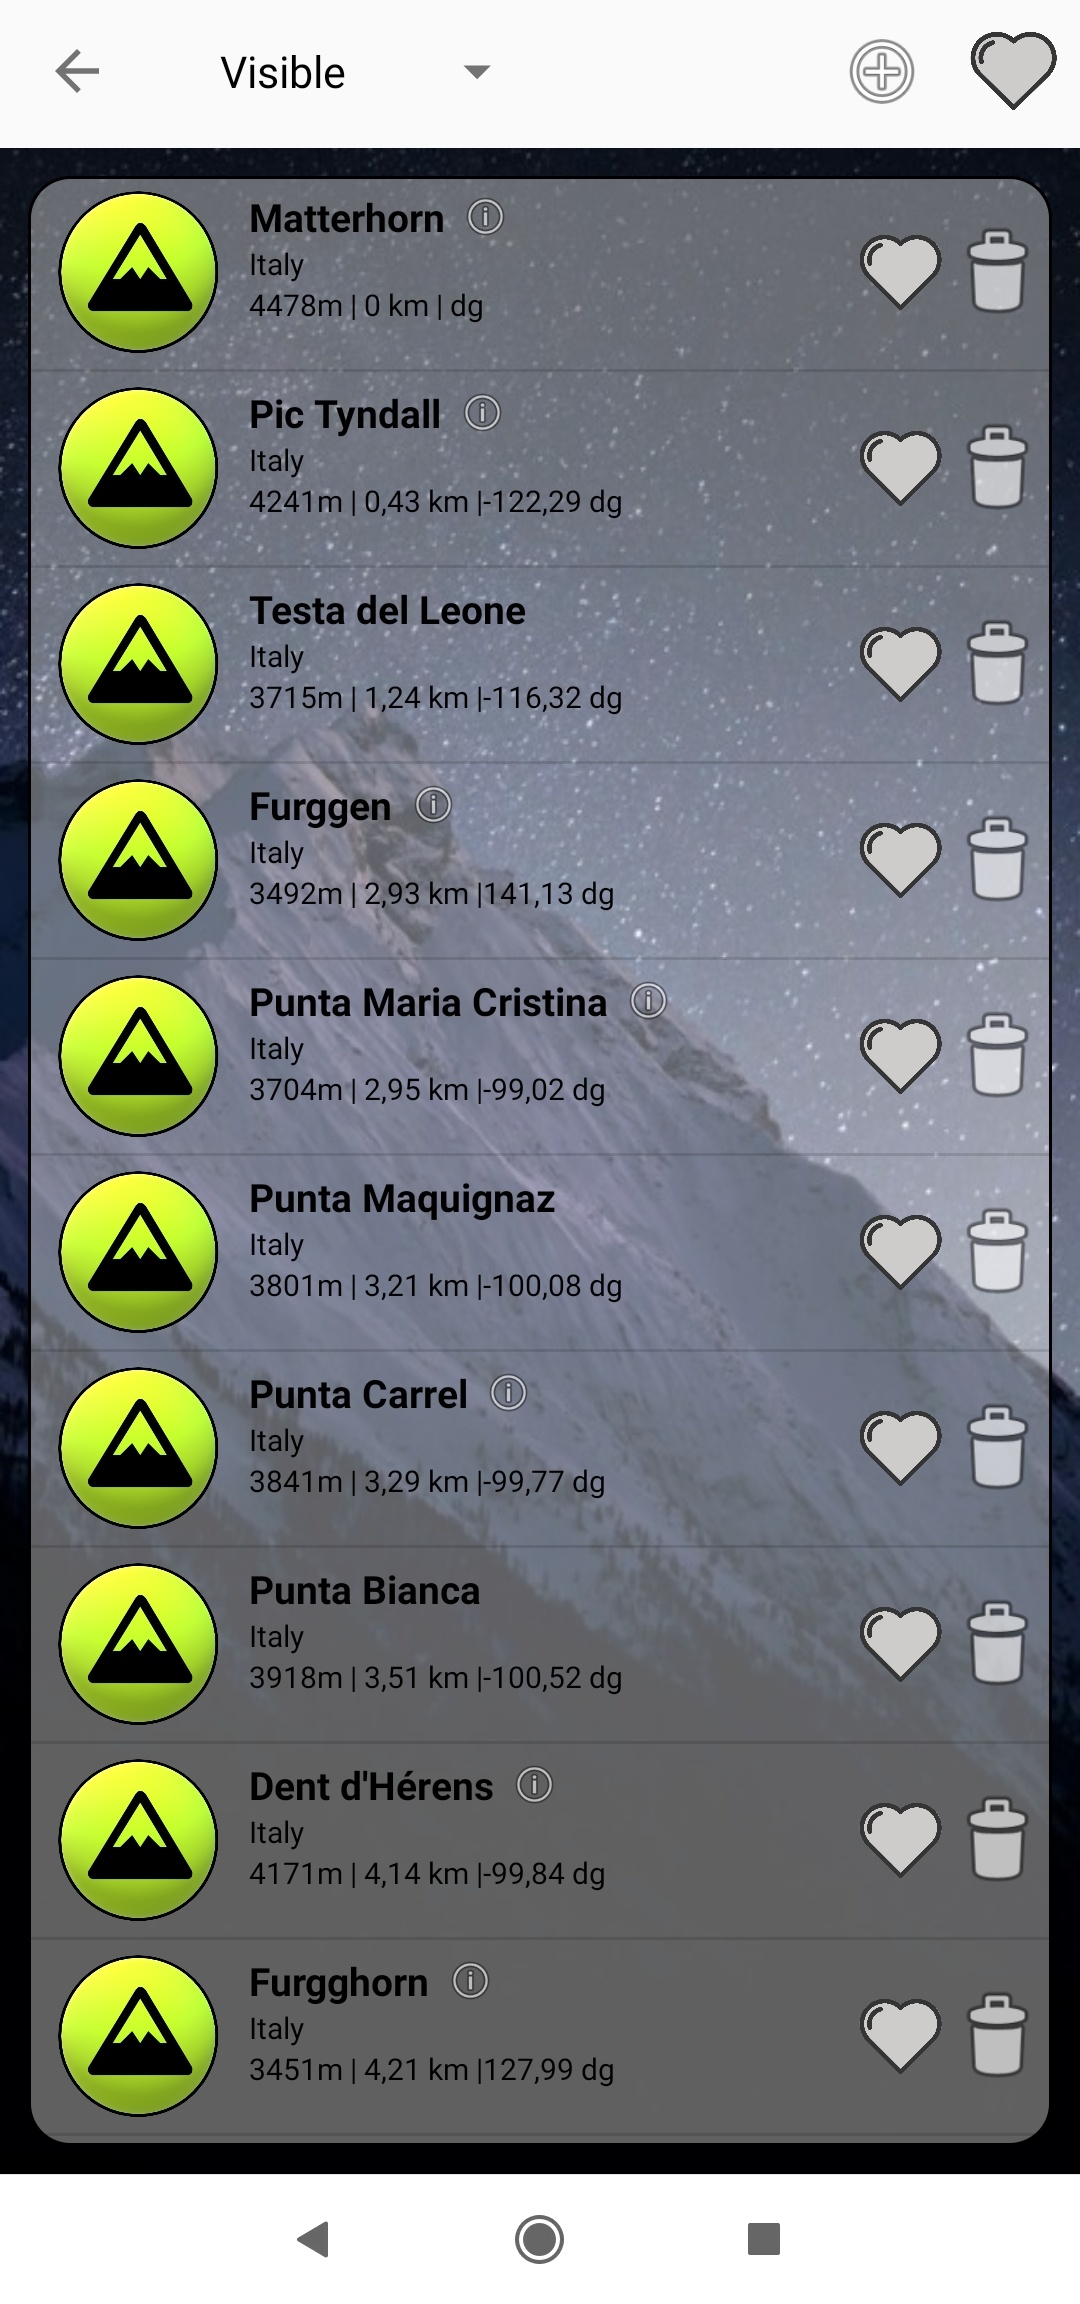 Visible
Matterhorn
Italy
4478m | 0 km | dg
Pic Tyndall
Italy
4241m | 0,43 km |-122,29 dg
Testa del Leone
Italy
3715m | 1,24 km |-116,32 dg
Furggen
Italy
3492m | 2,93 km |141,13 dg
Punta Maria Cristina
Italy
3704m | 2,95 km |-99,02 dg
Punta Maquignaz
Italy
3801m | 3,21 km |-100,08 dg
Punta Carrel
Italy
3841m | 3,29 km |-99,77 dg
Punta Bianca
Italy
3918m | 3,51 km |-100,52 dg
Dent d'Hérens
Italy
4171m | 4,14 km |-99,84 dg
Furgghorn
Italy
3451m | 4,21 km |127,99 dg